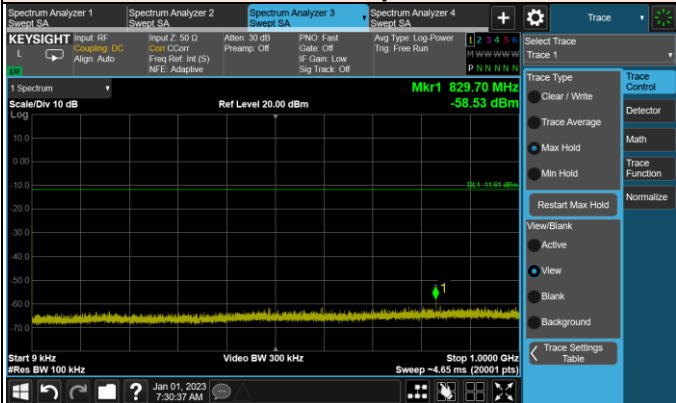 Spectrum Analyzer 1
Swept SA
Spectrum Analyzer 2
Swept SA
Spectrum Analyzer 3
Swept SA
Spectrum Analyzer 4
Swept SA
+
Trace
KEYSIGHT
L
Input: RF
Coupling: DC
Align: Auto
Input Z: 50 Ω
Corr CCorr
Freq Ref: Int (S)
NFE: Adaptive
Atten: 30 dB
Preamp: Off
PNO: Fast
Gate: Off
IF Gain: Low
Sig Track: Off
Avg Type: Log-Power
Trig: Free Run
1 2 3 4 5 6
M W W W W W
P N N N N N
Select Trace
Trace 1
1 Spectrum
Scale/Div 10 dB
Log
Ref Level 20.00 dBm
Mkr1 829.70 MHz
-58.53 dBm
10.0
0.00
-10.0
-20.0
-30.0
-40.0
-50.0
-60.0
-70.0
DL1 -11.61 dBm
1
Start 9 kHz
#Res BW 100 kHz
Video BW 300 kHz
Stop 1.0000 GHz
Sweep ~4.65 ms (20001 pts)
Trace Type
Clear / Write
Trace Average
Max Hold
Min Hold
Restart Max Hold
View/Blank
Active
View
Blank
Background
Trace Settings
Table
Trace
Control
Detector
Math
Trace
Function
Normalize
?
Jan 01, 2023
7:30:37 AM